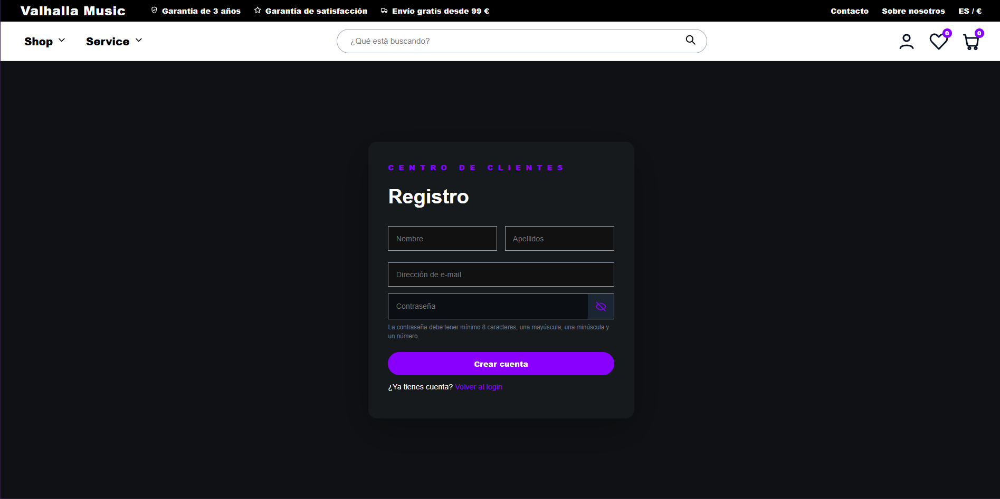 Valhalla Music
Garantía de 3 años
Garantía de satisfacción
Envío gratis desde 99 €
Contacto
Sobre nosotros
ES / €
Shop
Service
¿Qué está buscando?
0
0
CENTRO DE CLIENTES
Registro
Nombre
Apellidos
Dirección de e-mail
Contraseña
La contraseña debe tener mínimo 8 caracteres, una mayúscula, una minúscula y
un número.
Crear cuenta
¿Ya tienes cuenta? Volver al login